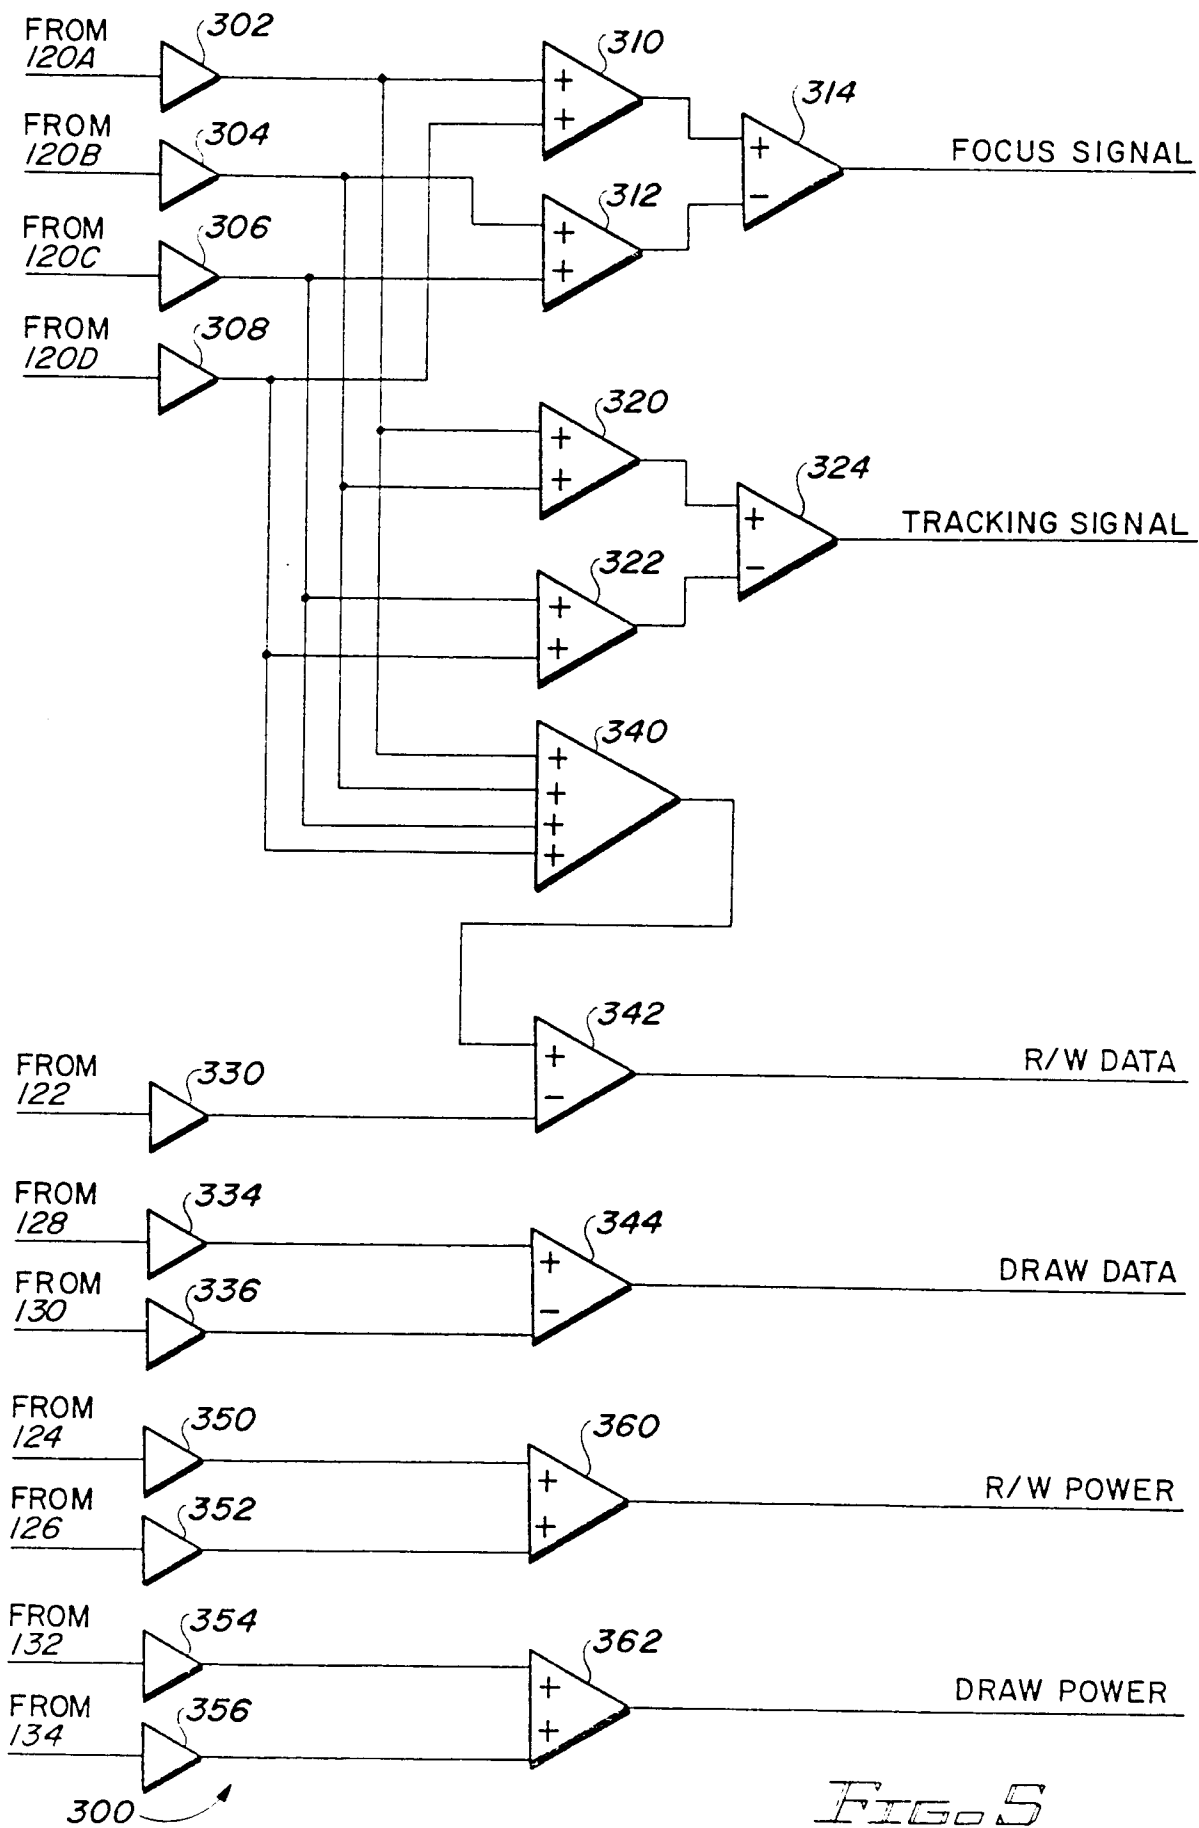 FROM
120A
302
310
+
+
314
+
−
FOCUS SIGNAL
FROM
120B
304
312
+
+
FROM
120C
306
FROM
120D
308
320
+
+
324
+
−
TRACKING SIGNAL
322
+
+
340
+
+
+
+
342
+
−
R/W DATA
FROM
122
330
FROM
128
334
344
+
−
DRAW DATA
FROM
130
336
FROM
124
350
360
+
+
R/W POWER
FROM
126
352
FROM
132
354
362
+
+
DRAW POWER
FROM
134
356
300
FIG. 5